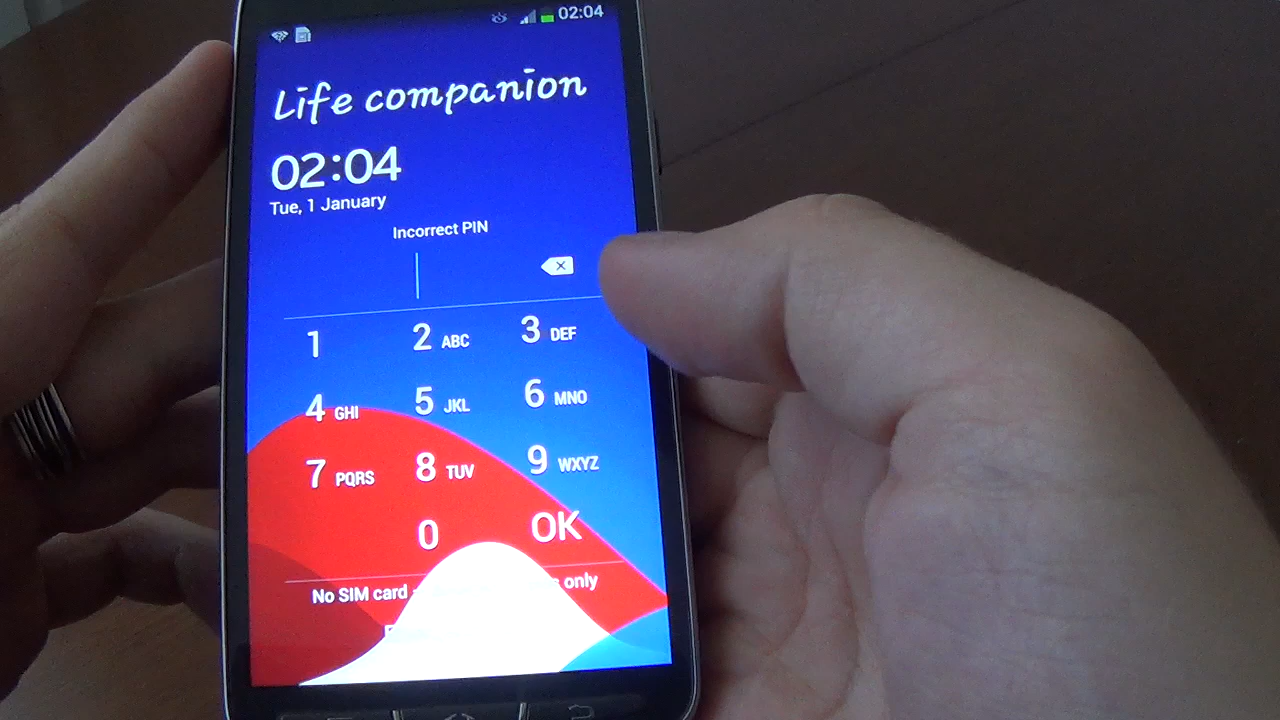 02:04
Life companion
02:04
Tue, 1 January
Incorrect PIN
1 2 ABC 3 DEF
4 GHI 5 JKL 6 MNO
7 PQRS 8 TUV 9 WXYZ
0 OK
No SIM card only